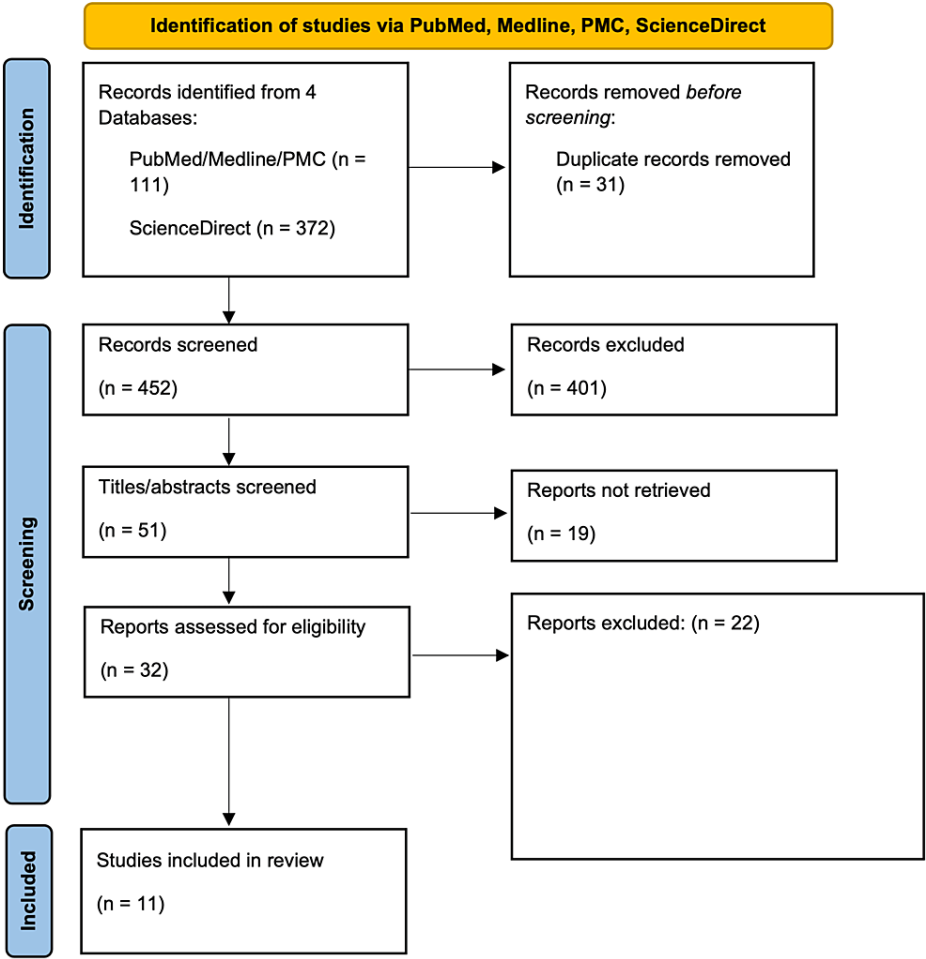 Identification of studies via PubMed, Medline, PMC, ScienceDirect
Identification
Records identified from 4
Databases:
PubMed/Medline/PMC (n =
111)
ScienceDirect (n = 372)
Records removed before
screening:
Duplicate records removed
(n = 31)
Screening
Records screened
(n = 452)
Records excluded
(n = 401)
Titles/abstracts screened
(n = 51)
Reports not retrieved
(n = 19)
Reports assessed for eligibility
(n = 32)
Reports excluded: (n = 22)
Included
Studies included in review
(n = 11)